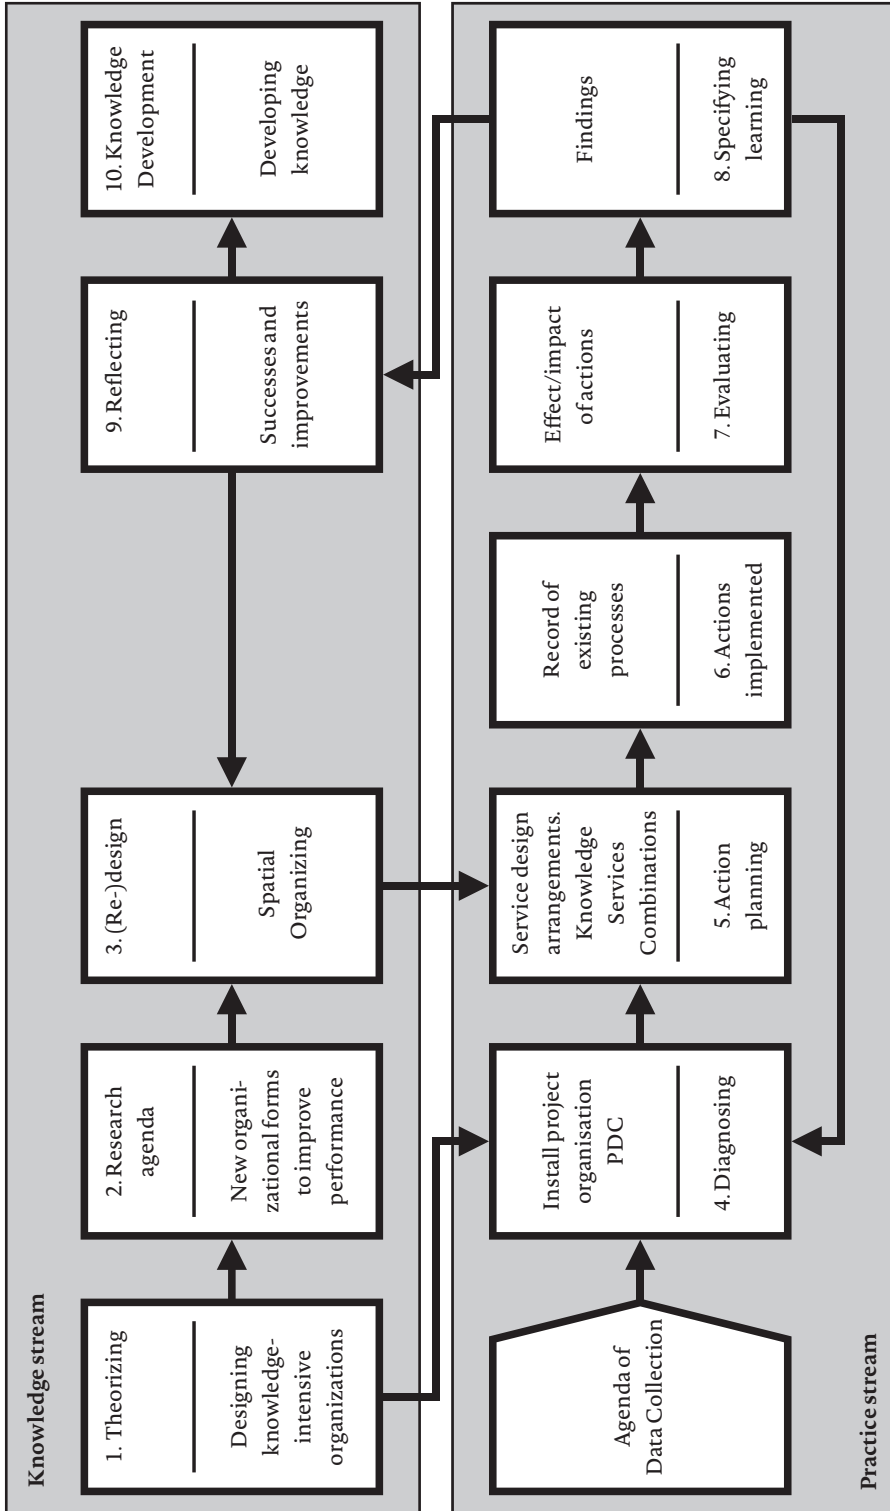 Knowledge stream
1. Theorizing
Designing
knowledge-
intensive
organizations
2. Research
agenda
New organi-
zational forms
to improve
performance
3. (Re-)design
Spatial
Organizing
9. Reflecting
Successes and
improvements
10. Knowledge
Development
Developing
knowledge
Agenda of
Data Collection
Install project
organisation
PDC
4. Diagnosing
Service design
arrangements.
Knowledge
Services
Combinations
5. Action
planning
Record of
existing
processes
6. Actions
implemented
Effect/impact
of actions
7. Evaluating
Findings
8. Specifying
learning
Practice stream